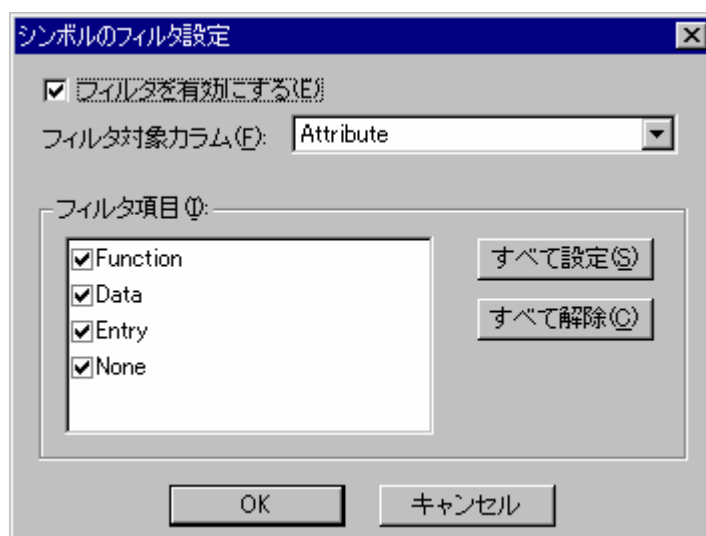 シンボルのフィルタ設定
フィルタを有効にする(E)
フィルタ対象カラム(F): Attribute
フィルタ項目(I):
Function
すべて設定(S)
Data
すべて解除(C)
Entry
None
OK キャンセル